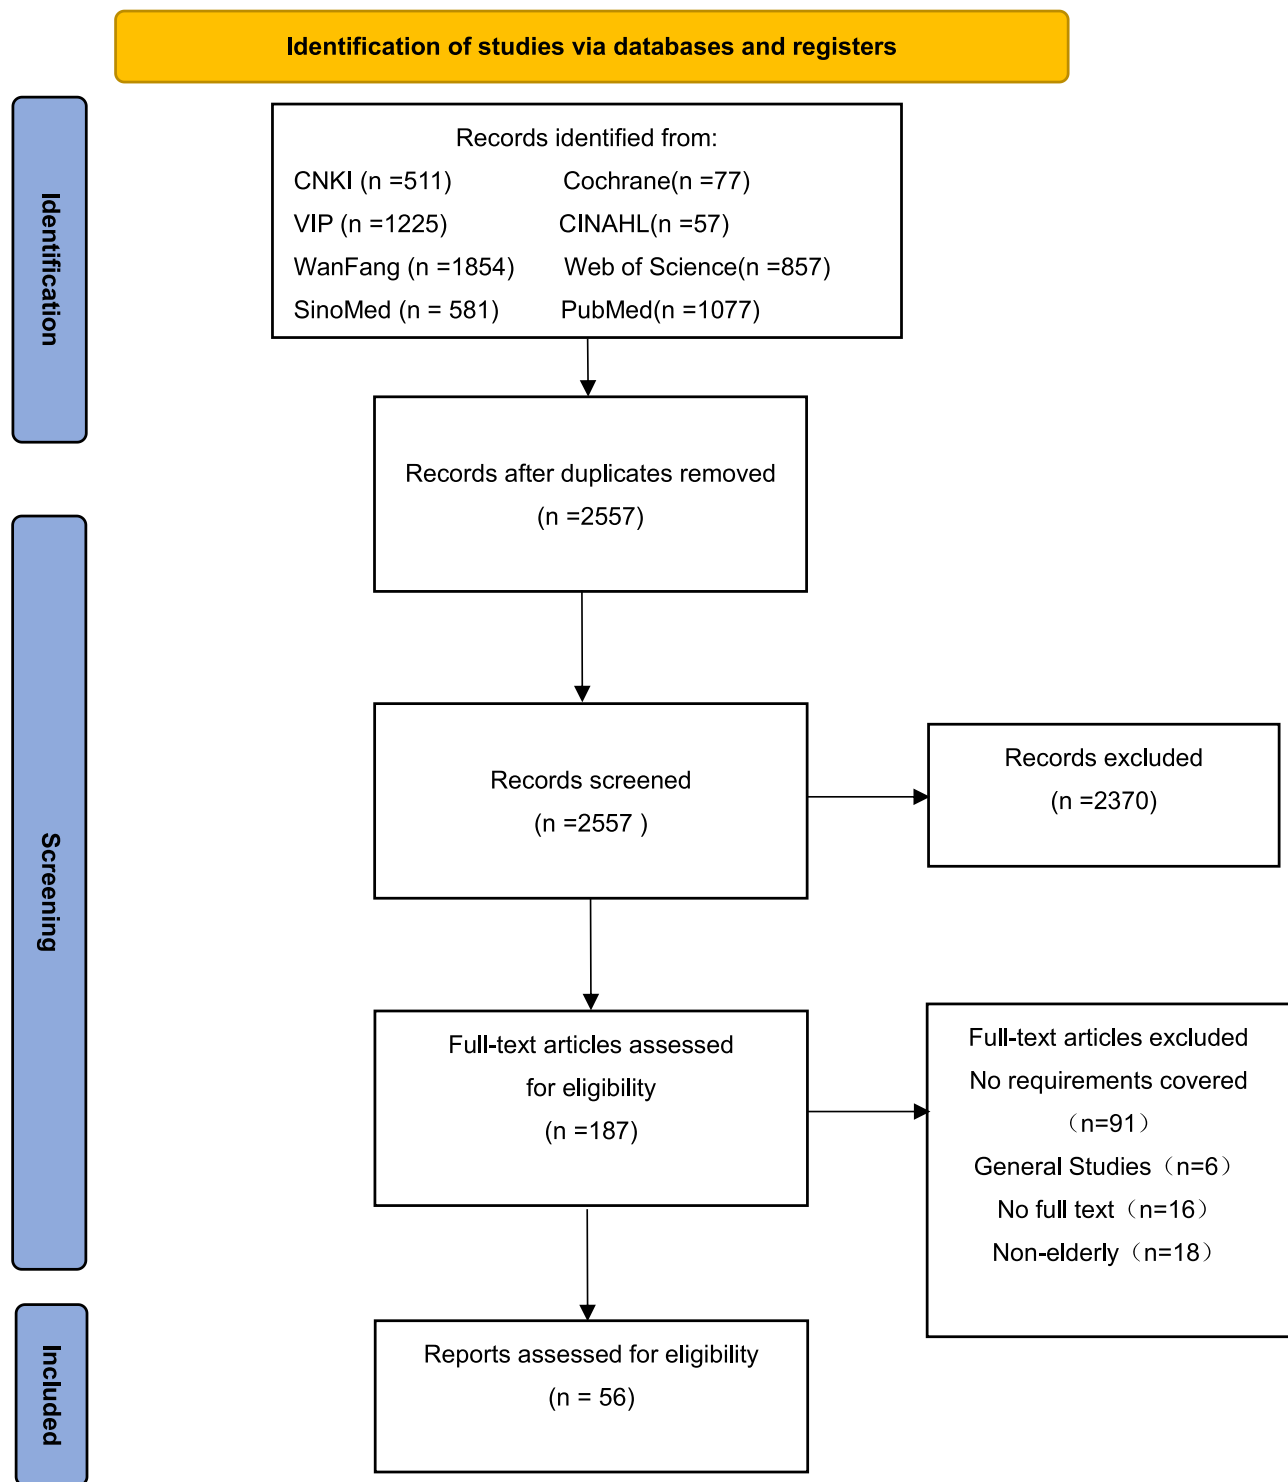 Identification of studies via databases and registers
Identification
Records identified from:
CNKI (n =511) Cochrane(n =77)
VIP (n =1225) CINAHL(n =57)
WanFang (n =1854) Web of Science(n =857)
SinoMed (n = 581) PubMed(n =1077)
Records after duplicates removed
(n =2557)
Screening
Records screened
(n =2557 )
Records excluded
(n =2370)
Full-text articles assessed
for eligibility
(n =187)
Full-text articles excluded
No requirements covered
（n=91）
General Studies（n=6）
No full text（n=16）
Non-elderly（n=18）
Included
Reports assessed for eligibility
(n = 56)